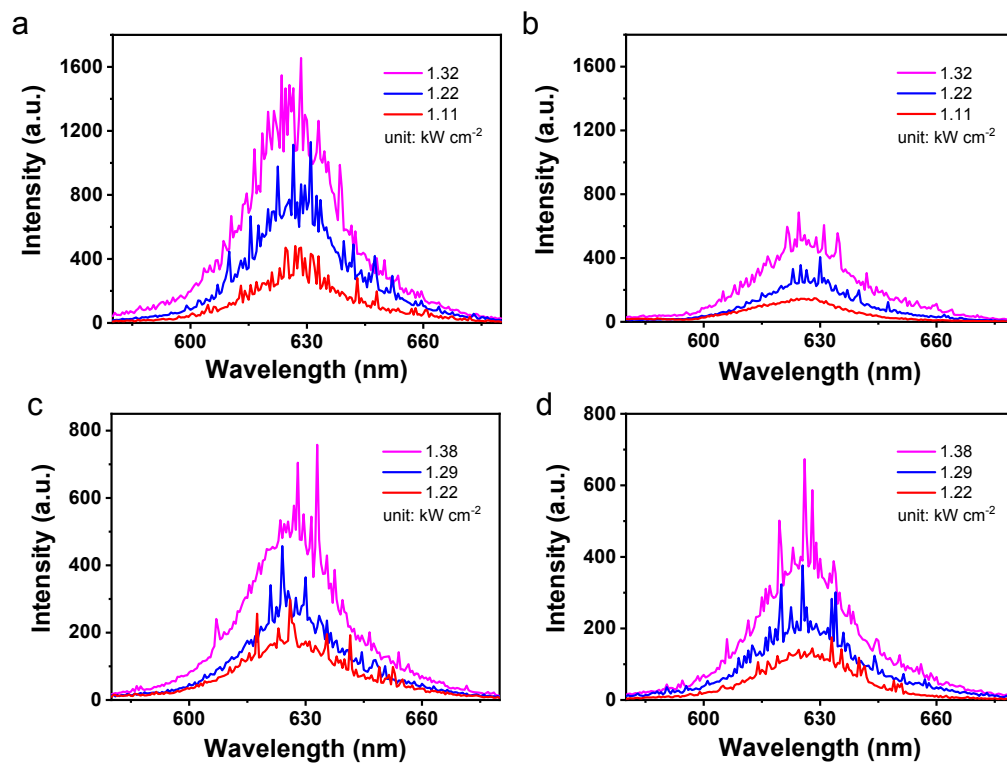 a
1600
1200
800
400
0
Intensity (a.u.)
1.32
1.22
1.11
unit: kW cm-2
600
630
660
Wavelength (nm)
b
1600
1200
800
400
0
Intensity (a.u.)
1.32
1.22
1.11
unit: kW cm-2
600
630
660
Wavelength (nm)
c
800
600
400
200
0
Intensity (a.u.)
1.38
1.29
1.22
unit: kW cm-2
600
630
660
Wavelength (nm)
d
800
600
400
200
0
Intensity (a.u.)
1.38
1.29
1.22
unit: kW cm-2
600
630
660
Wavelength (nm)